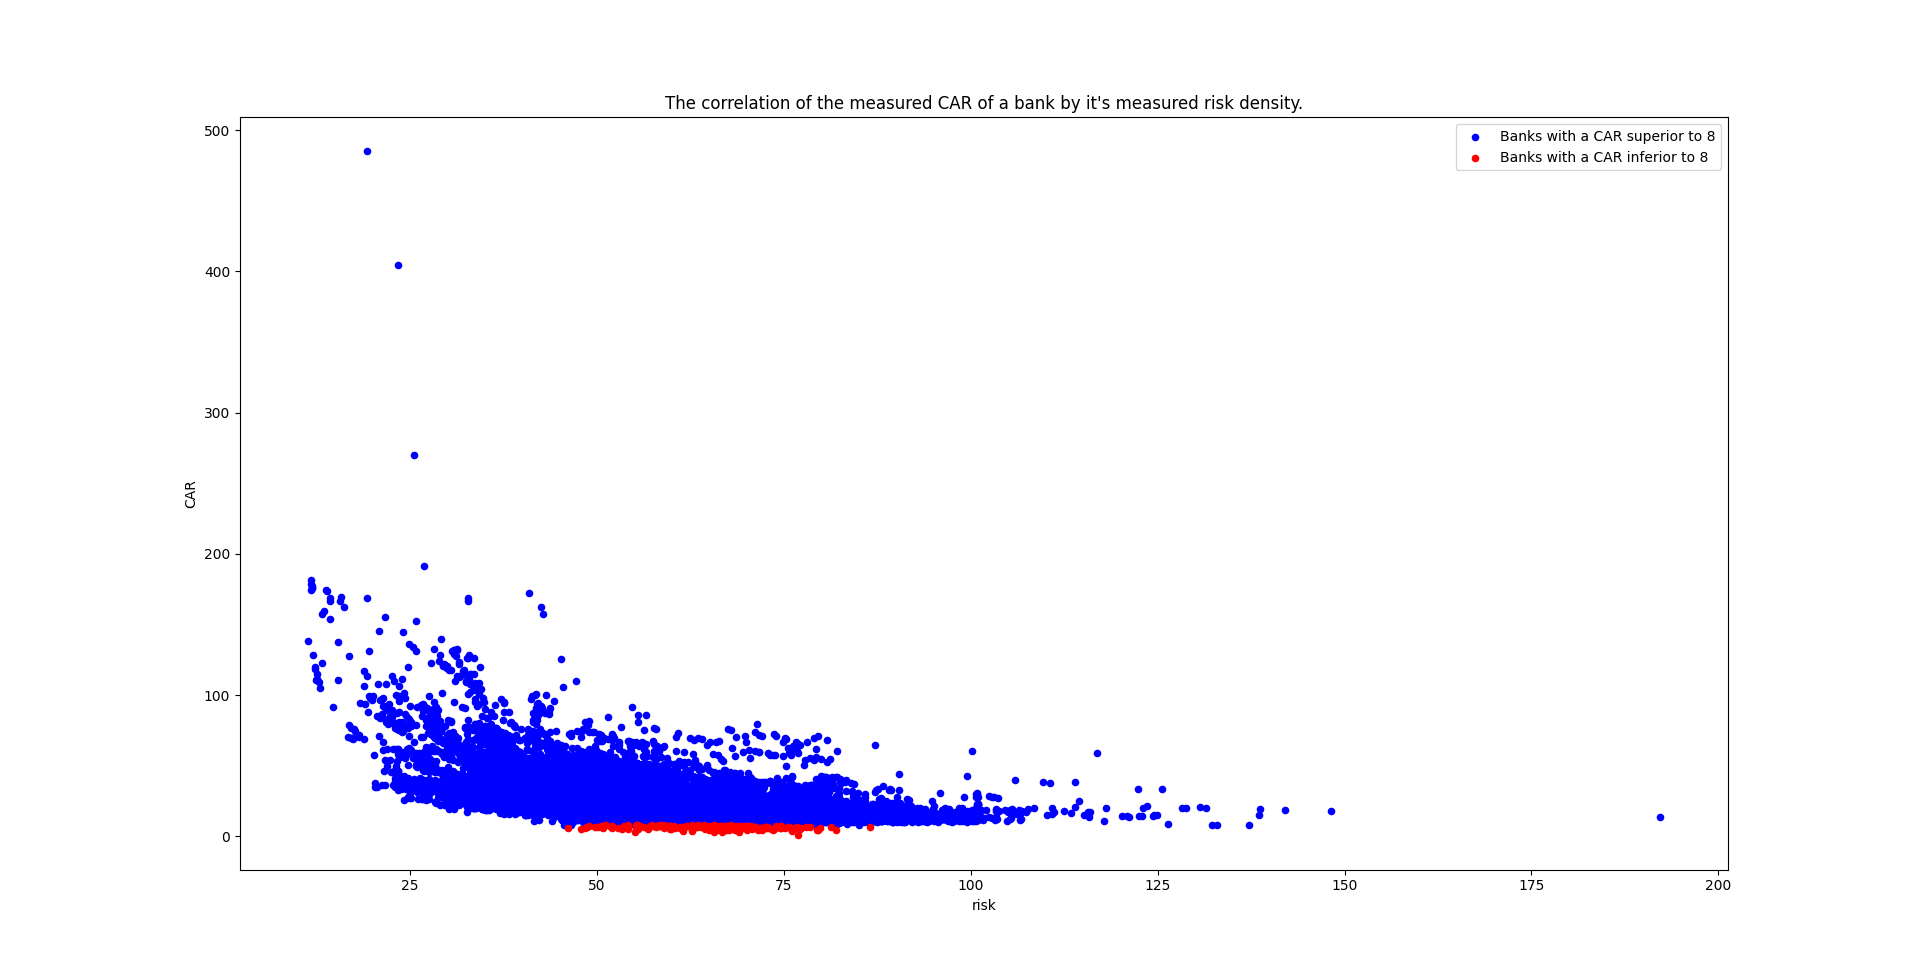 The correlation of the measured CAR of a bank by it's measured risk density.
500
400
300
200
100
0
CAR
Banks with a CAR superior to 8
Banks with a CAR inferior to 8
25
50
75
100
125
150
175
200
risk